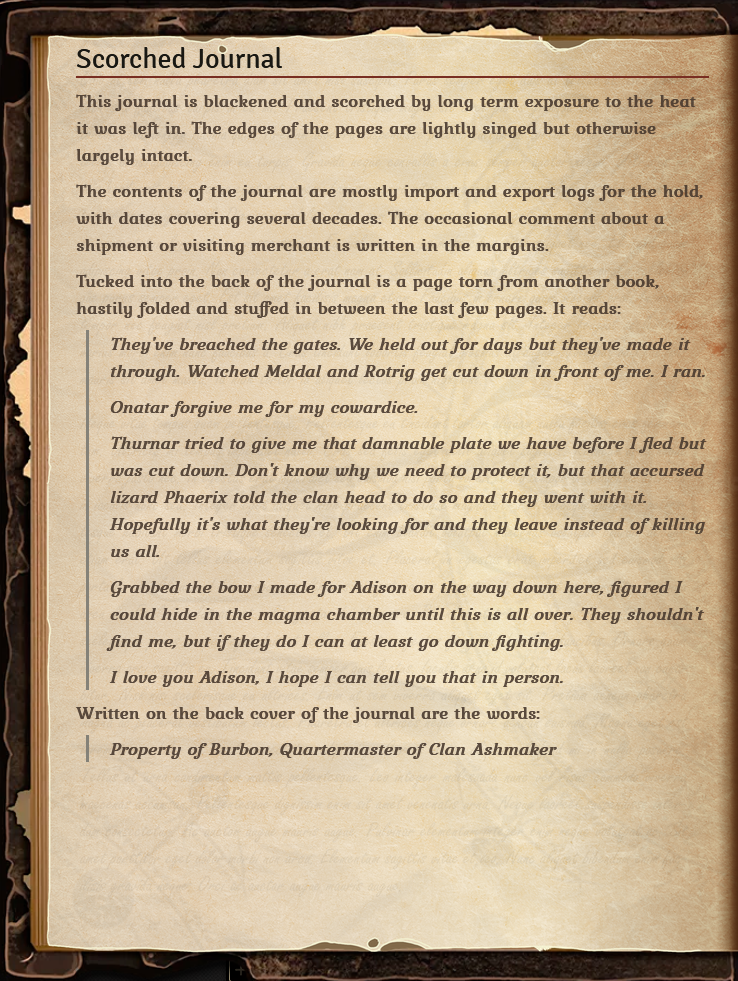 Scorched Journal
This journal is blackened and scorched by long term exposure to the heat
it was left in. The edges of the pages are lightly singed but otherwise
largely intact.
The contents of the journal are mostly import and export logs for the hold,
with dates covering several decades. The occasional comment about a
shipment or visiting merchant is written in the margins.
Tucked into the back of the journal is a page torn from another book,
hastily folded and stuffed in between the last few pages. It reads:
They've breached the gates. We held out for days but they've made it
through. Watched Meldal and Rotrig get cut down in front of me. I ran.
Onatar forgive me for my cowardice.
Thurnar tried to give me that damnable plate we have before I fled but
was cut down. Don't know why we need to protect it, but that accursed
lizard Phaerix told the clan head to do so and they went with it.
Hopefully it's what they're looking for and they leave instead of killing
us all.
Grabbed the bow I made for Adison on the way down here, figured I
could hide in the magma chamber until this is all over. They shouldn't
find me, but if they do I can at least go down fighting.
I love you Adison, I hope I can tell you that in person.
Written on the back cover of the journal are the words:
Property of Burbon, Quartermaster of Clan Ashmaker